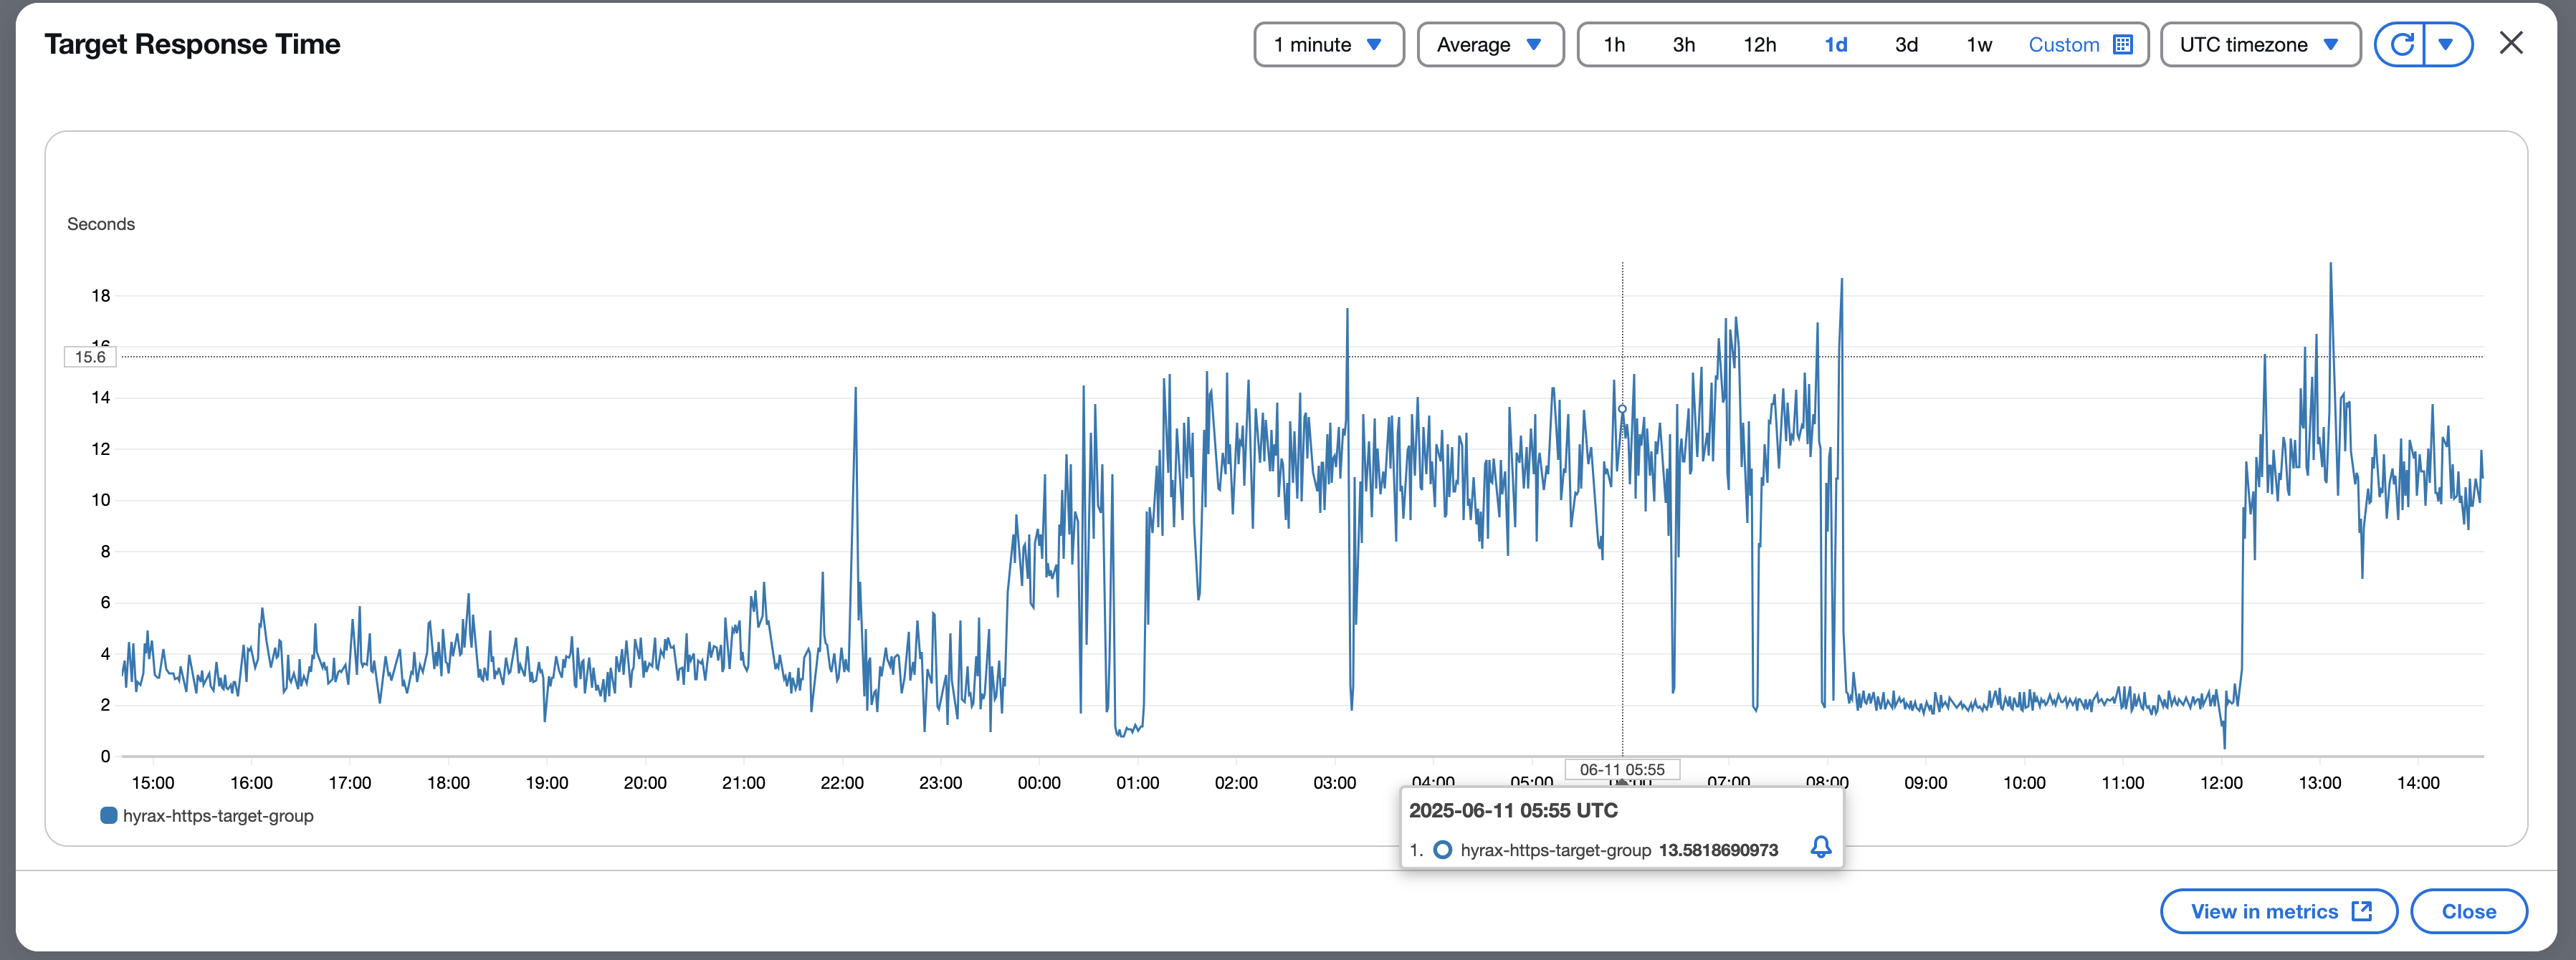 Target Response Time
1 minute
Average
1h 3h 12h 1d 3d 1w Custom
UTC timezone
Seconds
18
16
15.6
14
12
10
8
6
4
2
0
06-11 05:55
15:00 16:00 17:00 18:00 19:00 20:00 21:00 22:00 23:00 00:00 01:00 02:00 03:00 04:00 05:00 06:00 07:00 08:00 09:00 10:00 11:00 12:00 13:00 14:00
hyrax-https-target-group
2025-06-11 05:55 UTC
1. hyrax-https-target-group 13.5818690973
View in metrics
Close